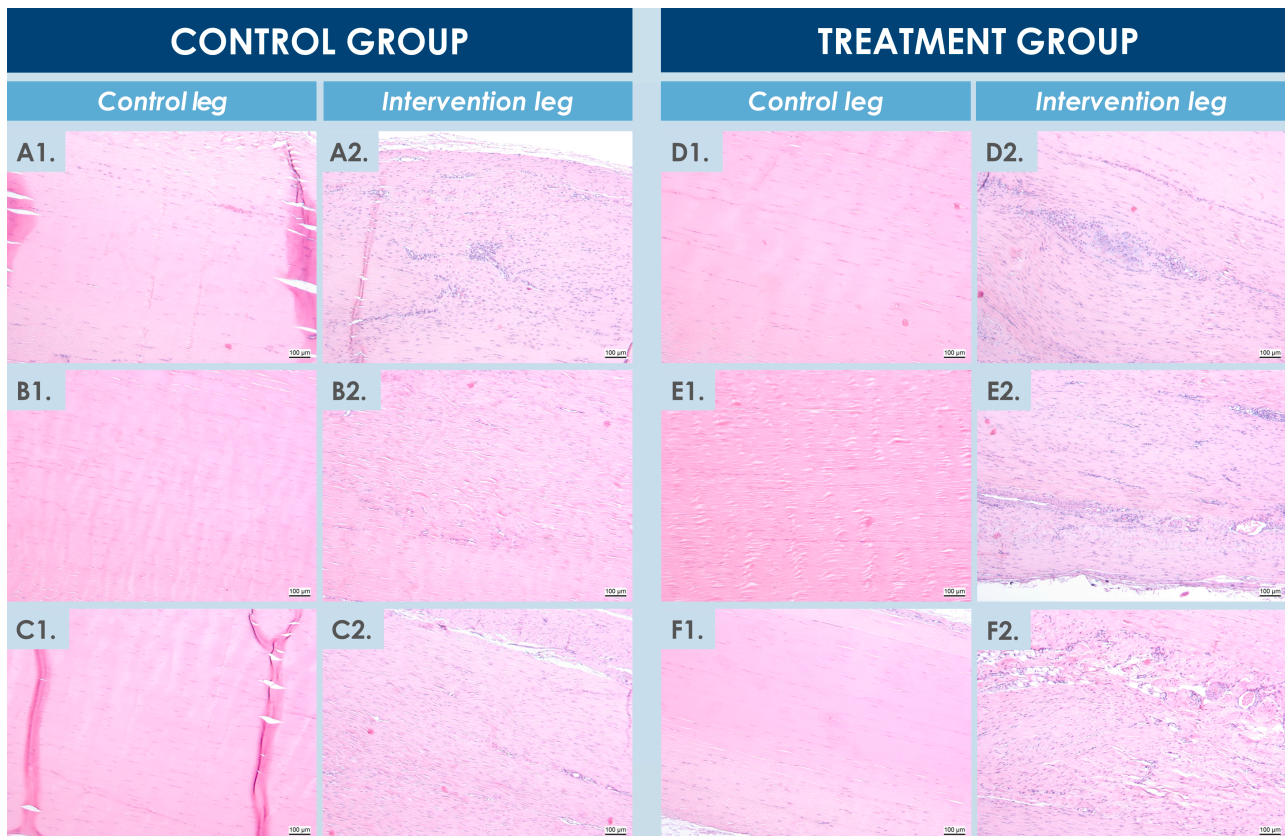 CONTROL GROUP
TREATMENT GROUP
Control leg
Intervention leg
Control leg
Intervention leg
A1.
A2.
D1.
D2.
100 µm
100 µm
100 µm
100 µm
B1.
B2.
E1.
E2.
100 µm
100 µm
100 µm
100 µm
C1.
C2.
F1.
F2.
100 µm
100 µm
100 µm
100 µm